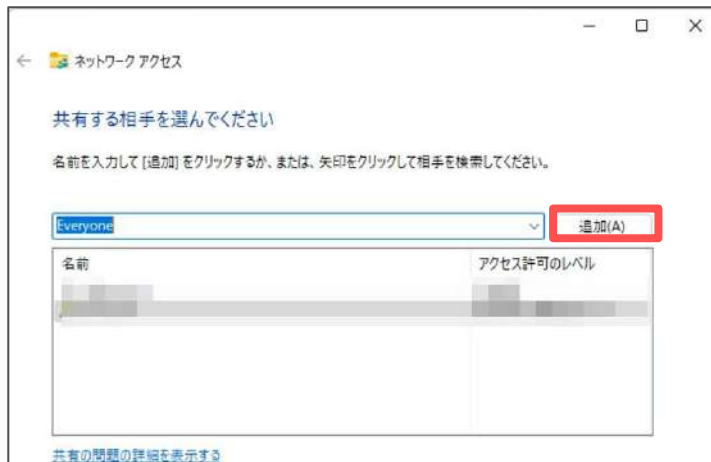 ネットワーク アクセス
共有する相手を選んでください
名前を入力して [追加] をクリックするか、または、矢印をクリックして相手を検索してください。
Everyone
追加(A)
名前 アクセス許可のレベル
共有の問題の詳細を表示する